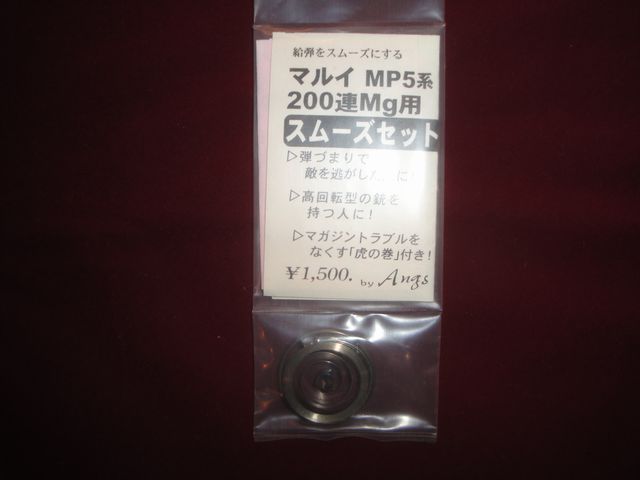 給弾をスムーズにする
マルイ MP5系
200連Mg用
スムーズセット
▷弾づまりで
敵を逃がした に!
▷高回転型の銃を
持つ人に!
▷マガジントラブルを
なくす「虎の巻」付き!
¥1,500. by Angs